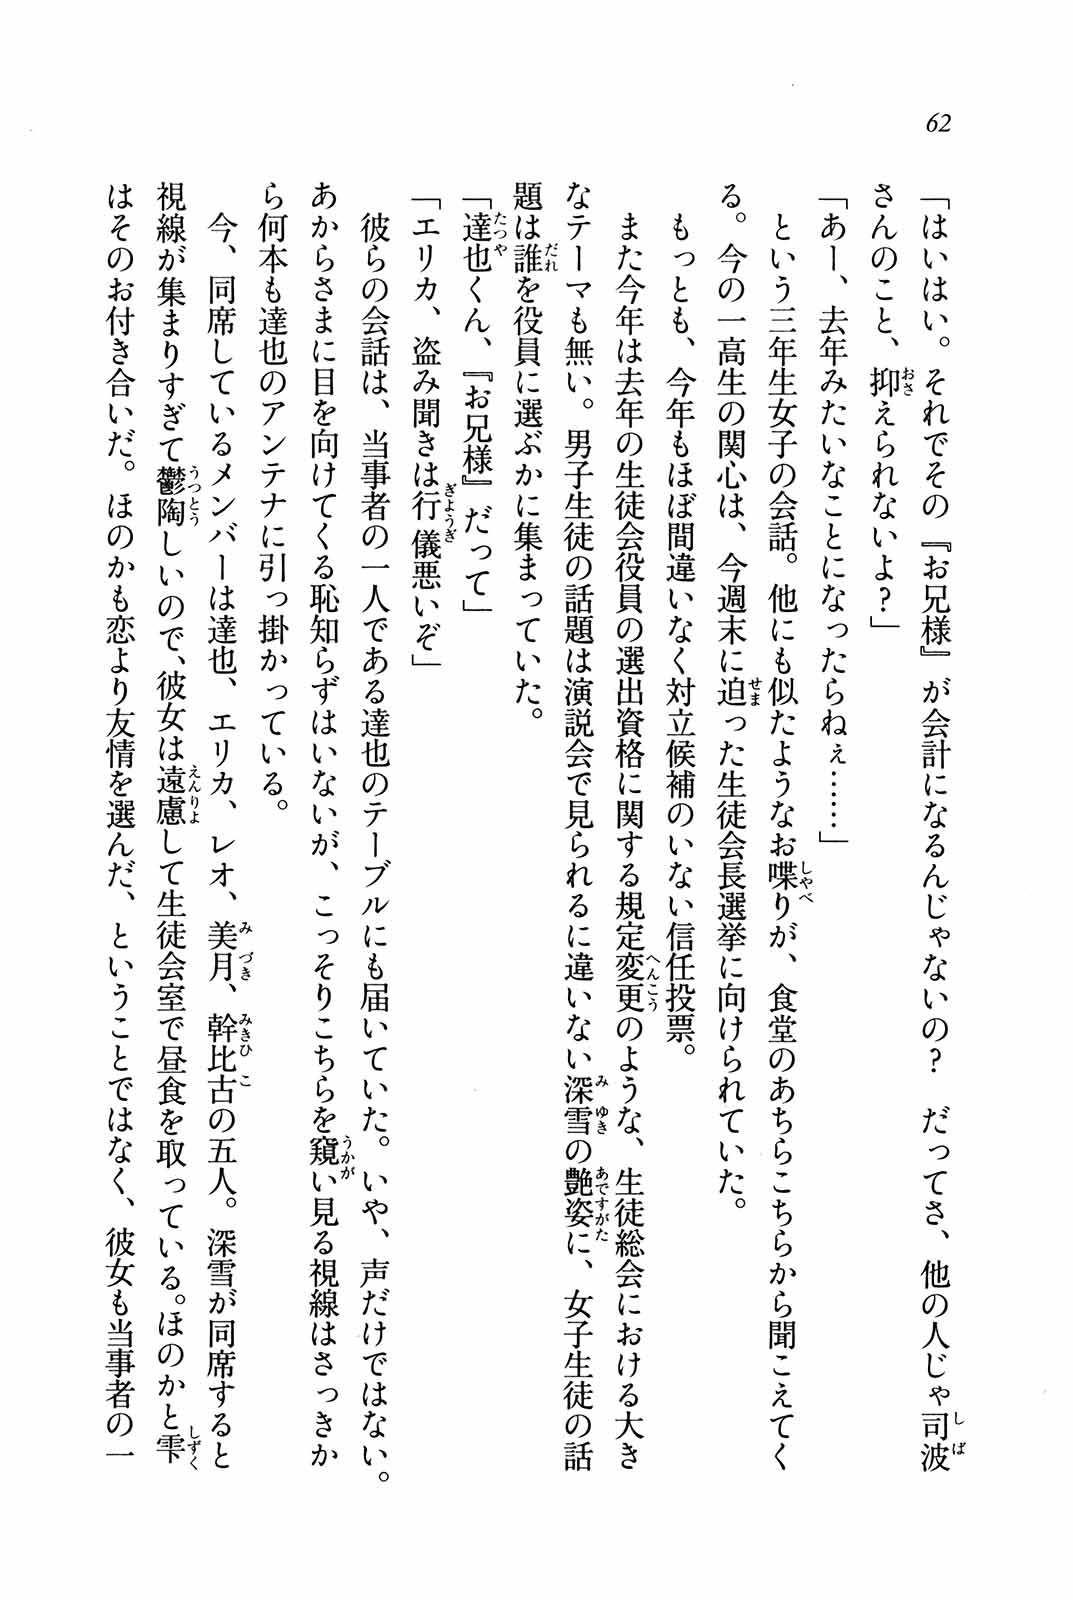 62
「はいはい。それでその『お兄様』が会計になるんじゃないの？　だってさ、他の人じゃ司波
さんのこと、抑えられないよ？」
「あー、去年みたいなことになったらねぇ……」
　という三年生女子の会話。他にも似たようなお喋りが、食堂のあちらこちらから聞こえてく
る。今の一高生の関心は、今週末に迫った生徒会長選挙に向けられていた。
　もっとも、今年もほぼ間違いなく対立候補のいない信任投票。
　また今年は去年の生徒会役員の選出資格に関する規定変更のような、生徒総会における大き
なテーマも無い。男子生徒の話題は演説会で見られるに違いない深雪の艶姿に、女子生徒の話
題は誰を役員に選ぶかに集まっていた。
「達也くん、『お兄様』だって」
「エリカ、盗み聞きは行儀悪いぞ」
　彼らの会話は、当事者の一人である達也のテーブルにも届いていた。いや、声だけではない。
あからさまに目を向けてくる恥知らずはいないが、こっそりこちらを窺い見る視線はさっきか
ら何本も達也のアンテナに引っ掛かっている。
　今、同席しているメンバーは達也、エリカ、レオ、美月、幹比古の五人。深雪が同席すると
視線が集まりすぎて鬱陶しいので、彼女は遠慮して生徒会室で昼食を取っている。ほのかと雫
はそのお付き合いだ。ほのかも恋より友情を選んだ、ということではなく、彼女も当事者の一